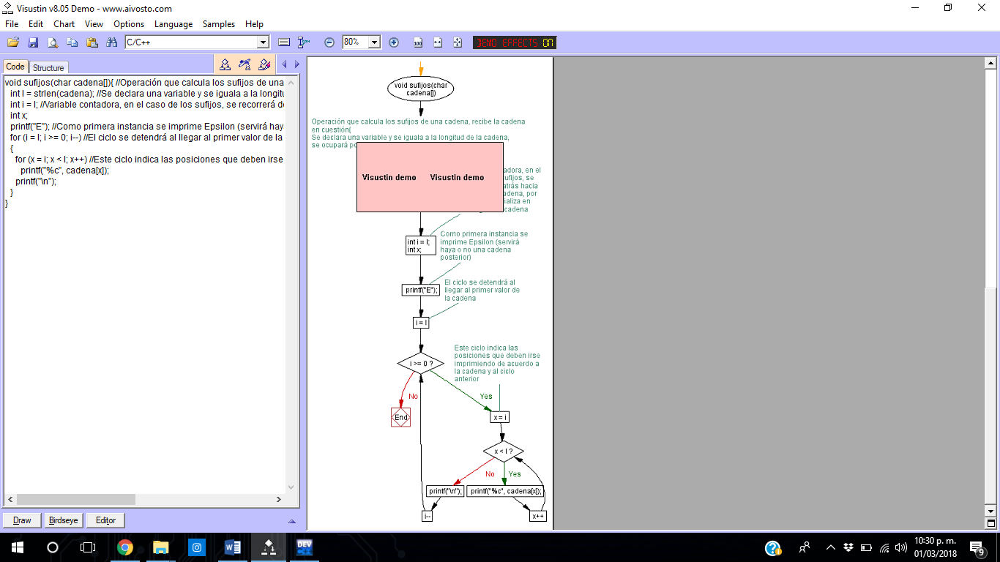 Visustin v8.05 Demo - www.aivosto.com
File Edit Chart View Options Language Samples Help
C/C++
80%
100
DEMO EFFECTS ON
Code
Structure
void sufijos(char cadena[]){ //Operación que calcula los sufijos de una
int l = strlen(cadena); //Se declara una variable y se iguala a la longitu
int i = l; //Variable contadora, en el caso de los sufijos, se recorrerá de
int x;
printf("E"); //Como primera instancia se imprime Epsilon (servirá hay
for (i = l; i >= 0; i--) //El ciclo se detendrá al llegar al primer valor de la
{
for (x = i; x < l; x++) //Este ciclo indica las posiciones que deben irse
printf("%c", cadena[x]);
printf("\n");
}
}
Draw
Birdseye
Editor
void sufijos(char
cadena[])
Operación que calcula los sufijos de una cadena, recibe la cadena
en cuestión(
Se declara una variable y se iguala a la longitud de la cadena,
se ocupará
Visustin demo Visustin demo
adora, en el
sufijos, se
atrás hacia
adena, por
ializa en
cadena
int i = l;
int x;
Como primera instancia se
imprime Epsilon (servirá
haya o no una cadena
posterior)
printf("E");
El ciclo se detendrá al
llegar al primer valor de
la cadena
i = l
i >= 0 ?
Este ciclo indica las
posiciones que deben irse
imprimiendo de acuerdo a
la cadena y al ciclo
anterior
No
Yes
End
x = i
x < l ?
No
Yes
printf("\n");
printf("%c", cadena[x]);
i--
x++
DEV
10:30 p. m.
01/03/2018
9